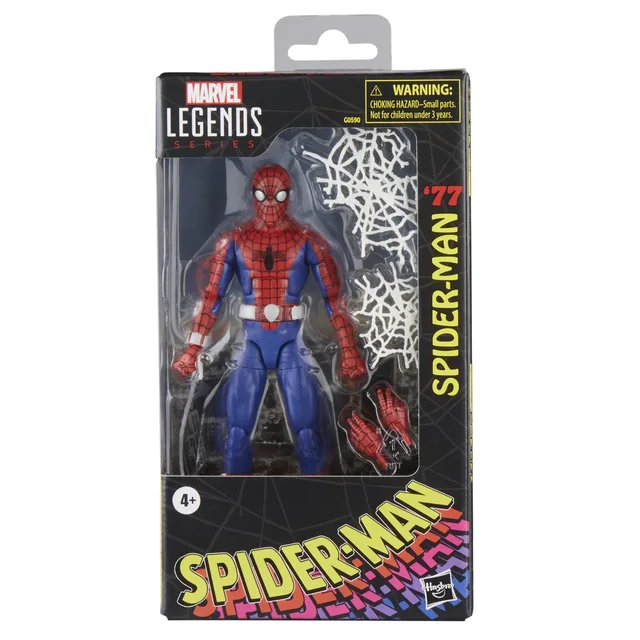 MARVEL
LEGENDS
SERIES
WARNING:
CHOKING HAZARD–Small parts.
Not for children under 3 years.
G0590
'77
SPIDER-MAN
4+
SPIDER-MAN
Hasbro